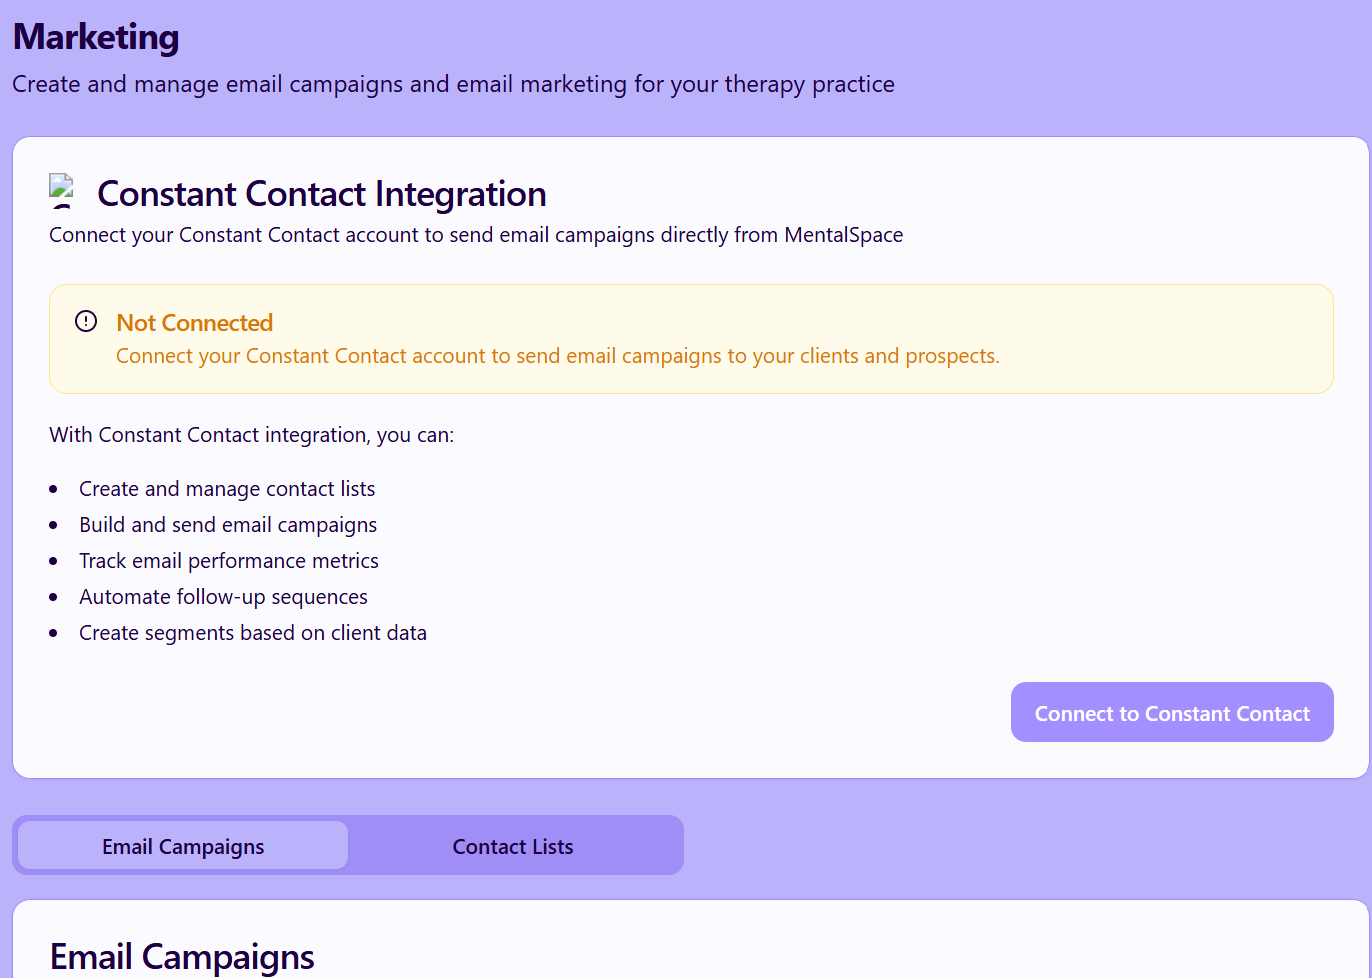 Marketing
Create and manage email campaigns and email marketing for your therapy practice
Constant Contact Integration
Connect your Constant Contact account to send email campaigns directly from MentalSpace
Not Connected
Connect your Constant Contact account to send email campaigns to your clients and prospects.
With Constant Contact integration, you can:
• Create and manage contact lists
• Build and send email campaigns
• Track email performance metrics
• Automate follow-up sequences
• Create segments based on client data
Connect to Constant Contact
Email Campaigns
Contact Lists
Email Campaigns